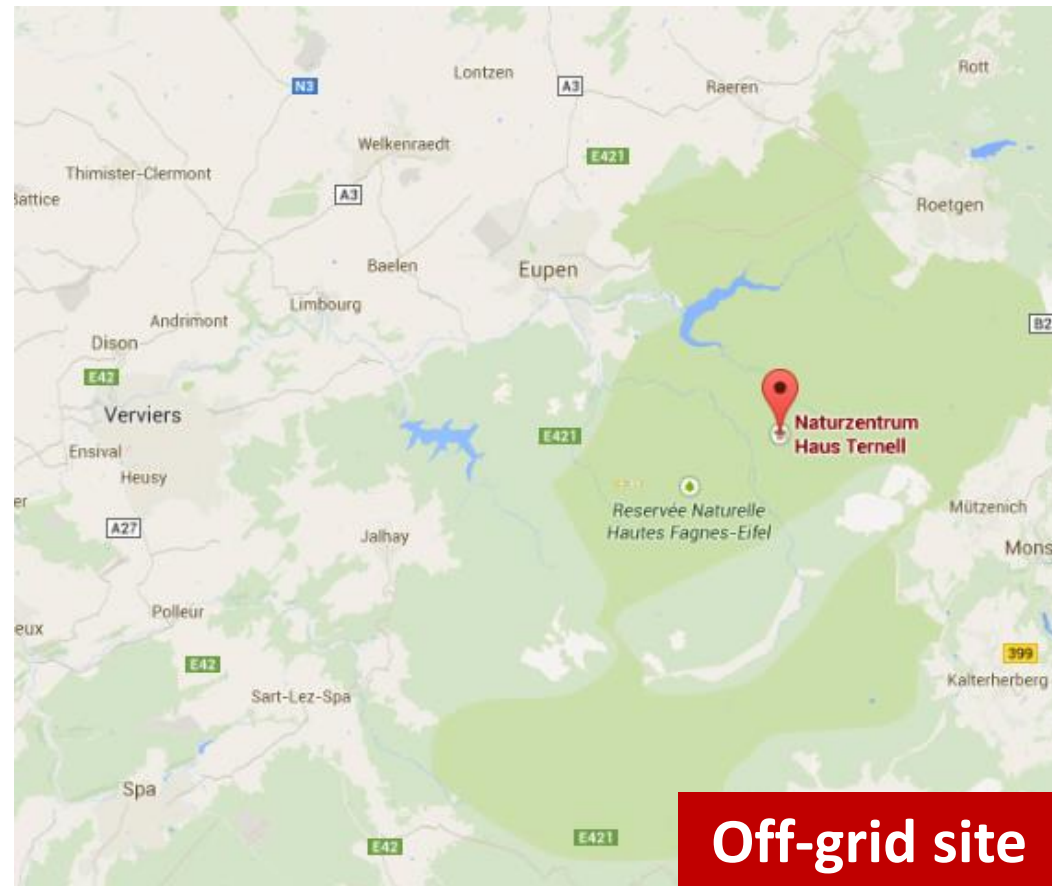 Rott
Lontzen
N3
A3
Raeren
Welkenraedt
E421
Thimister-Clermont
Battice
A3
Roetgen
Baelen
Eupen
Limbourg
Andrimont
B2
Dison
E42
Verviers
Naturzentrum
Haus Ternell
E421
Ensival
Heusy
er
Reservée Naturelle
Hautes Fagnes-Eifel
Mützenich
A27
Jalhay
Mons
Polleur
eux
399
E42
Kalterherberg
Sart-Lez-Spa
Spa
E421
E42
Off-grid site